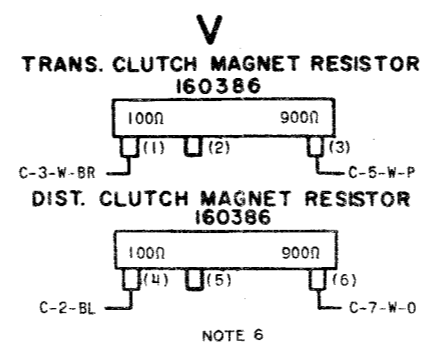 V
TRANS. CLUTCH MAGNET RESISTOR
160386
100Ω 900Ω
(1) (2) (3)
C-3-W-BR C-5-W-P
DIST. CLUTCH MAGNET RESISTOR
160386
100Ω 900Ω
(4) (5) (6)
C-2-BL C-7-W-O
NOTE 6